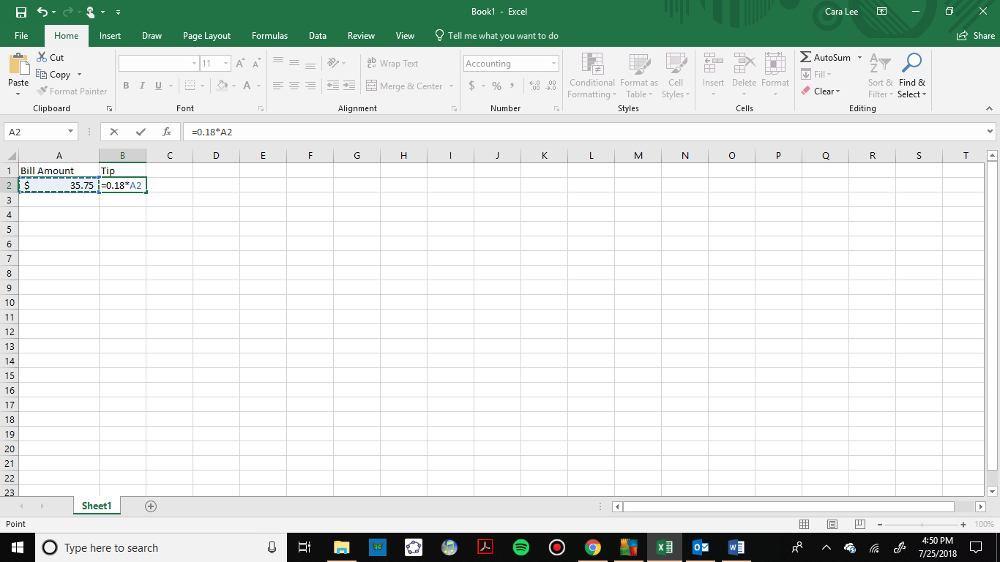 Book1 - Excel
Cara Lee
File Home Insert Draw Page Layout Formulas Data Review View Tell me what you want to do Share
Paste
Cut
Copy
Format Painter
Clipboard
11 A A
B I U A
Font
ab Wrap Text
Merge & Center
Alignment
Accounting
$ % , .00 .0
Number
Conditional Formatting
Format as Table
Cell Styles
Styles
Insert Delete Format
Cells
AutoSum
Fill
Clear
Sort & Filter
Find & Select
Editing
A2 fx =0.18*A2
A B C D E F G H I J K L M N O P Q R S T
1 Bill Amount Tip
2 $ 35.75 =0.18*A2
3
4
5
6
7
8
9
10
11
12
13
14
15
16
17
18
19
20
21
22
23
Sheet1
Point
100%
Type here to search
4:50 PM
7/25/2018